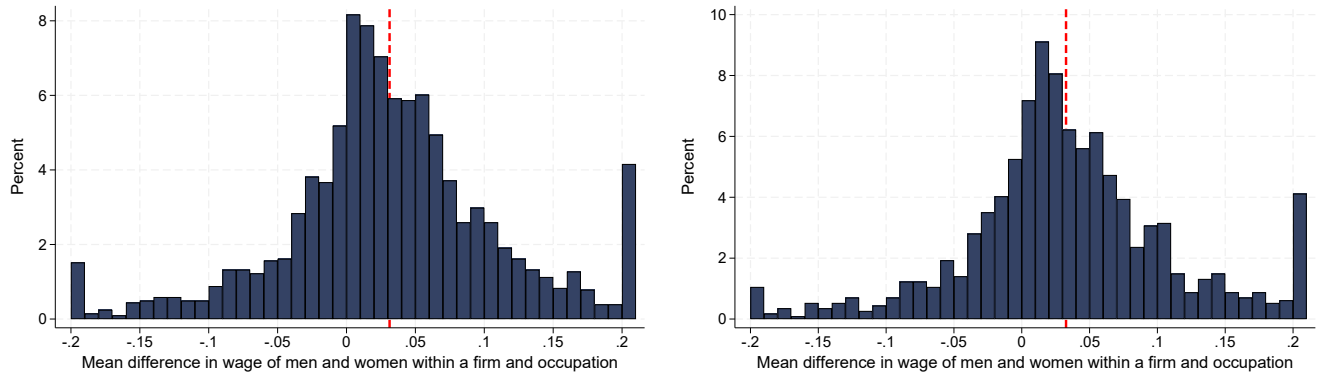 8
6
4
2
0
Percent
-.2 -.15 -.1 -.05 0 .05 .1 .15 .2
Mean difference in wage of men and women within a firm and occupation
10
8
6
4
2
0
Percent
-.2 -.15 -.1 -.05 0 .05 .1 .15 .2
Mean difference in wage of men and women within a firm and occupation